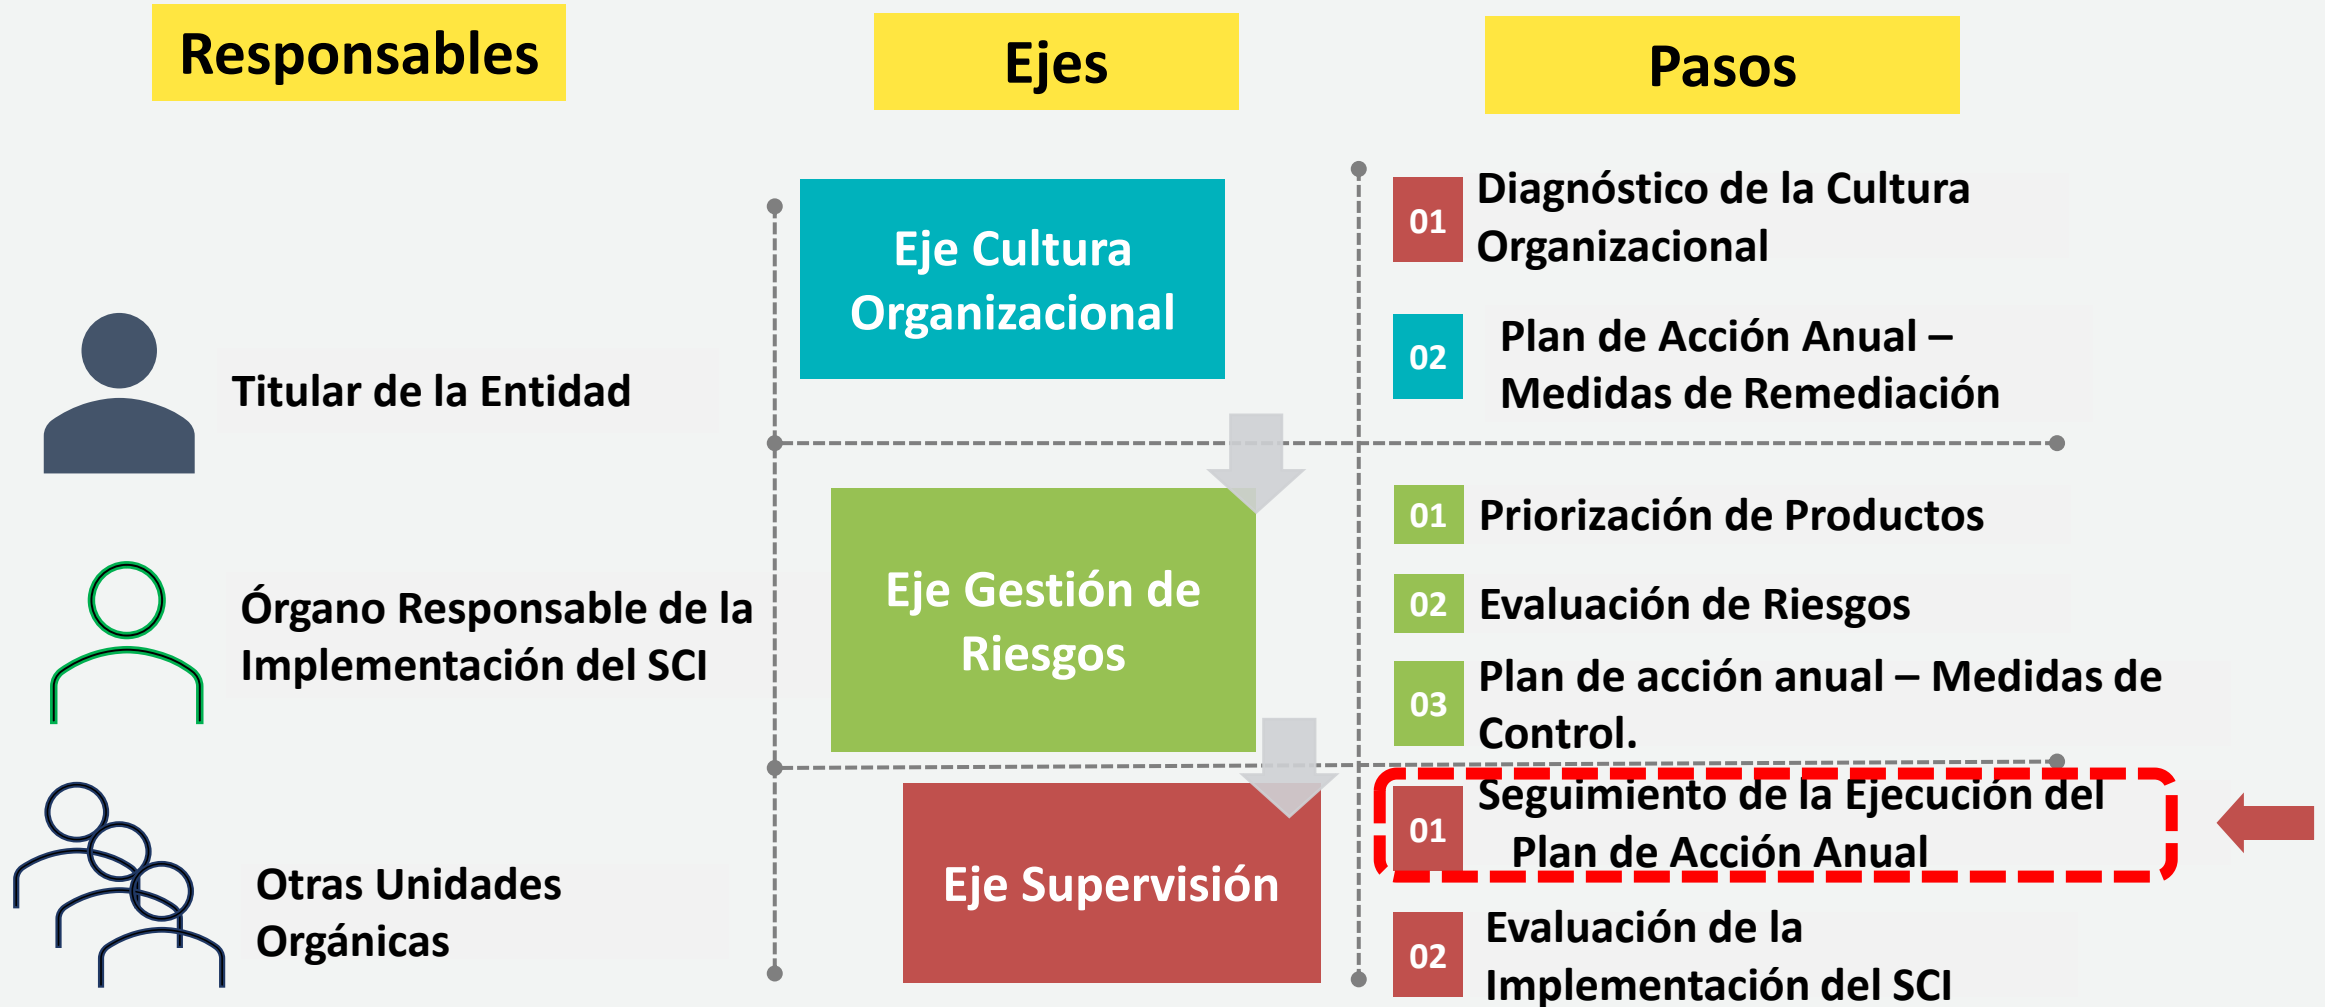 Responsables
Ejes
Pasos
Titular de la Entidad
Órgano Responsable de la
Implementación del SCI
Otras Unidades
Orgánicas
Eje Cultura
Organizacional
Eje Gestión de
Riesgos
Eje Supervisión
01
Diagnóstico de la Cultura
Organizacional
02
Plan de Acción Anual –
Medidas de Remediación
01
Priorización de Productos
02
Evaluación de Riesgos
03
Plan de acción anual – Medidas de
Control.
01
Seguimiento de la Ejecución del
Plan de Acción Anual
02
Evaluación de la
Implementación del SCI